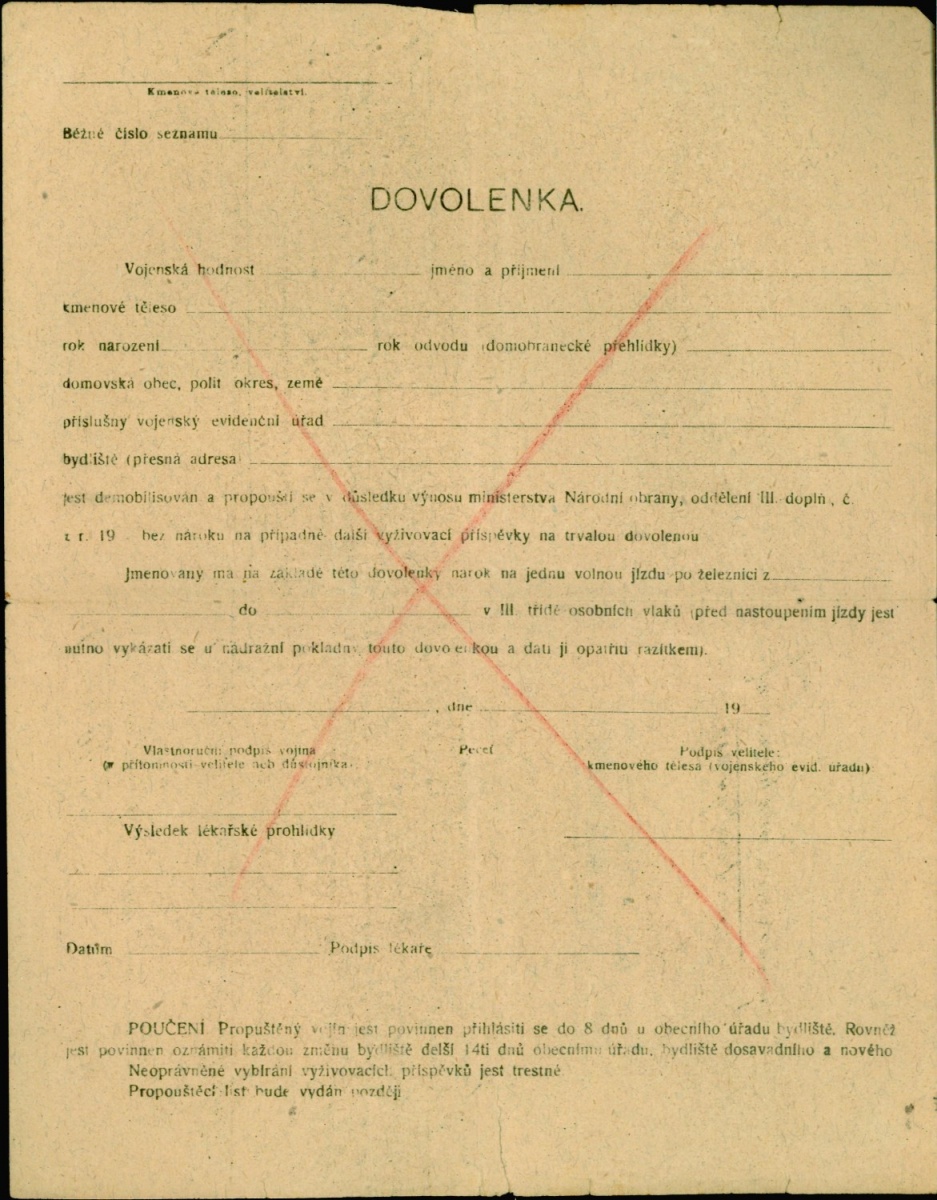 Kmenové těleso, velitelství.
Běžné číslo seznamu
DOVOLENKA.
Vojenská hodnost jméno a příjmení
kmenové těleso
rok narození rok odvodu (domobranecké přehlídky)
domovská obec, polit okres, země
příslušný vojenský evidenční úřad
bydliště (přesná adresa)
jest demobilisován a propouští se v důsledku výnosu ministerstva Národní obrany, oddělení III. doplň., č.
z r. 19 bez nároku na případné další vyživovací příspěvky na trvalou dovolenou
Jmenovaný má na základě této dovolenky nárok na jednu volnou jízdu po železnici z
do v III. třídě osobních vlaků (před nastoupením jízdy jest
nutno vykázati se u nádražní pokladny touto dovolenkou a dáti ji opatřiti razítkem).
, dne 19
Vlastnoruční podpis vojína Pečeť Podpis velitele:
(v přítomnosti velitele neb důstojníka) kmenového tělesa (vojenského evid. úřadu)
Výsledek lékařské prohlídky
Datům Podpis lékaře
POUČENÍ Propuštěný vojín jest povinnen přihlásiti se do 8 dnů u obecního úřadu bydliště. Rovněž
jest povinnen oznámiti každou změnu bydliště delší 14ti dnů obecnímu úřadu, bydliště dosavadního a nového
Neoprávněné vybírání vyživovacích příspěvků jest trestné
Propouštěcí list bude vydán později